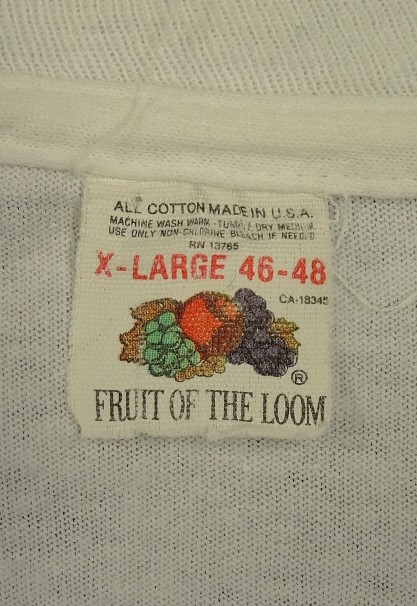 ALL COTTON MADE IN U.S.A.
MACHINE WASH WARM - TUMBLE DRY MEDIUM
USE ONLY NON-CHLORINE BLEACH IF NEEDED
RN 13765
X-LARGE 46-48
CA-18345
®
FRUIT OF THE LOOM